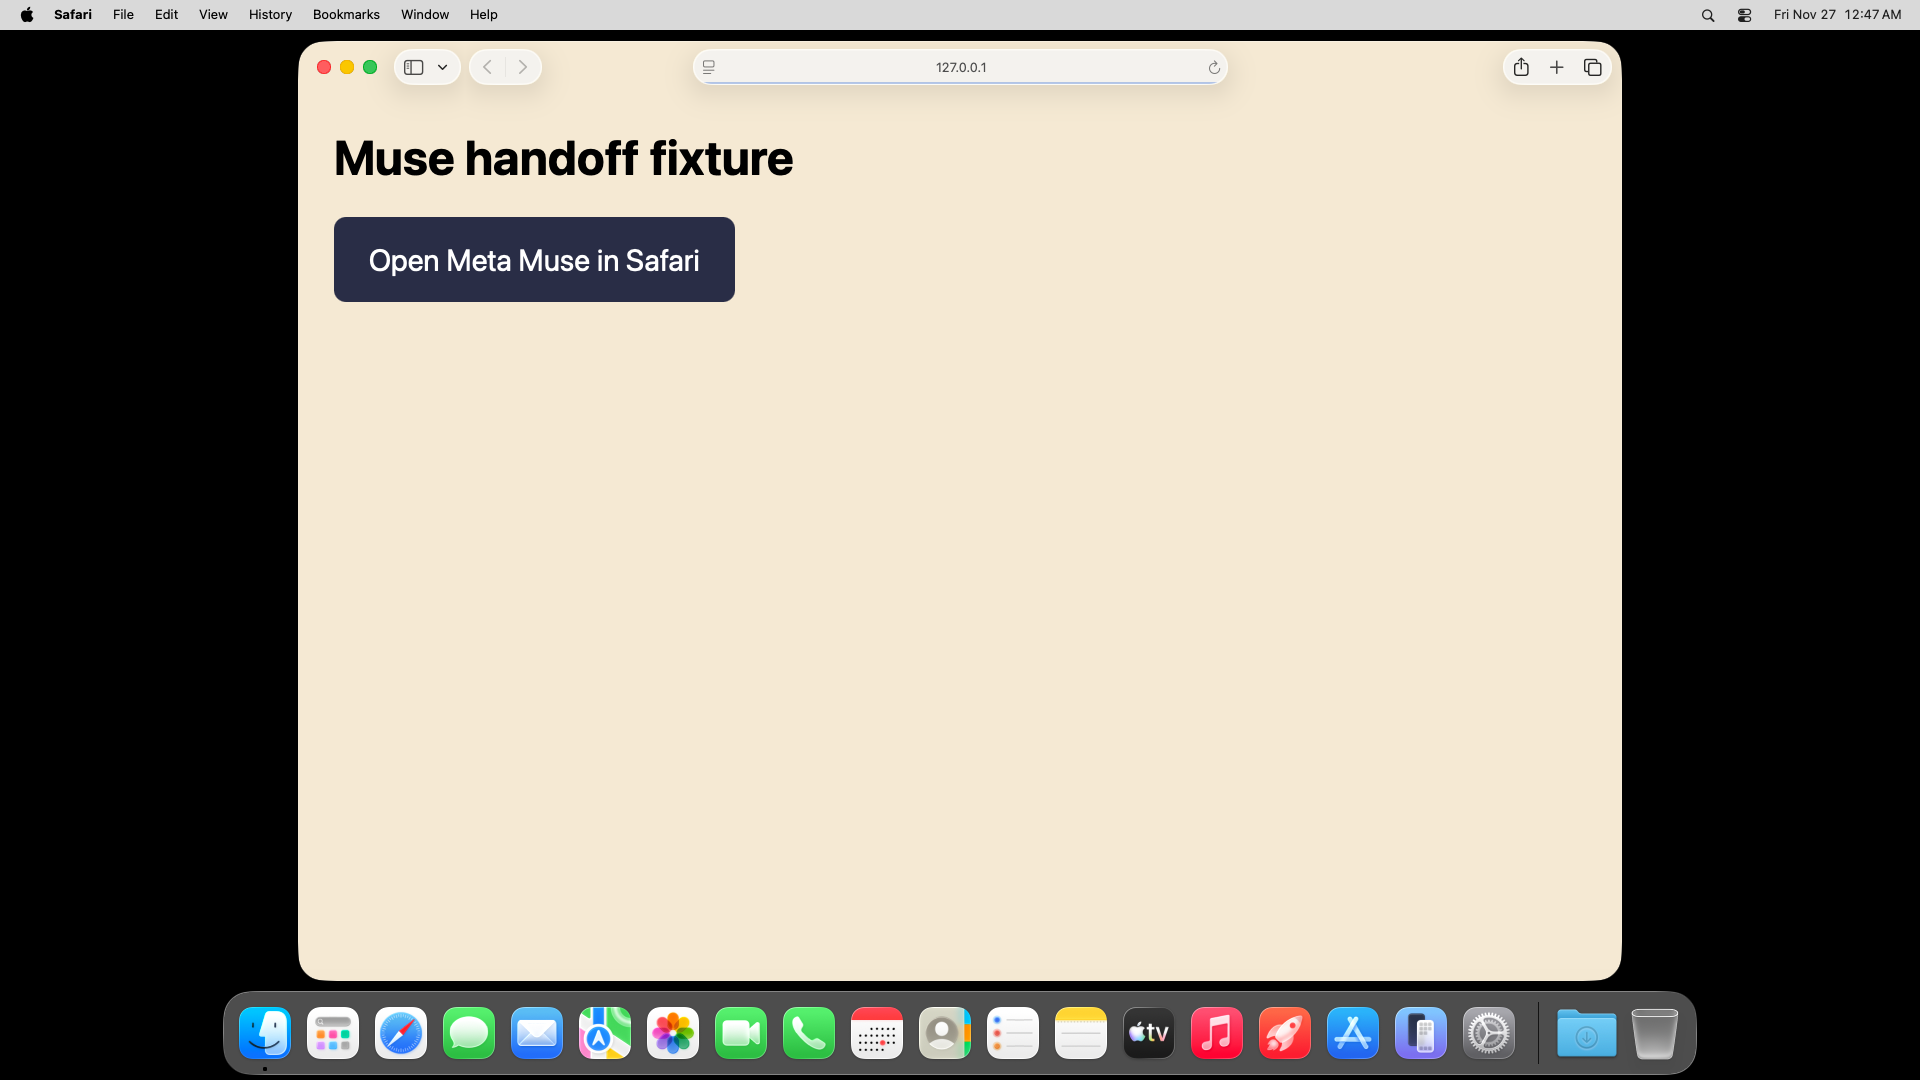 Safari File Edit View History Bookmarks Window Help Fri Nov 27 12:47 AM
127.0.0.1
Muse handoff fixture
Open Meta Muse in Safari
tv